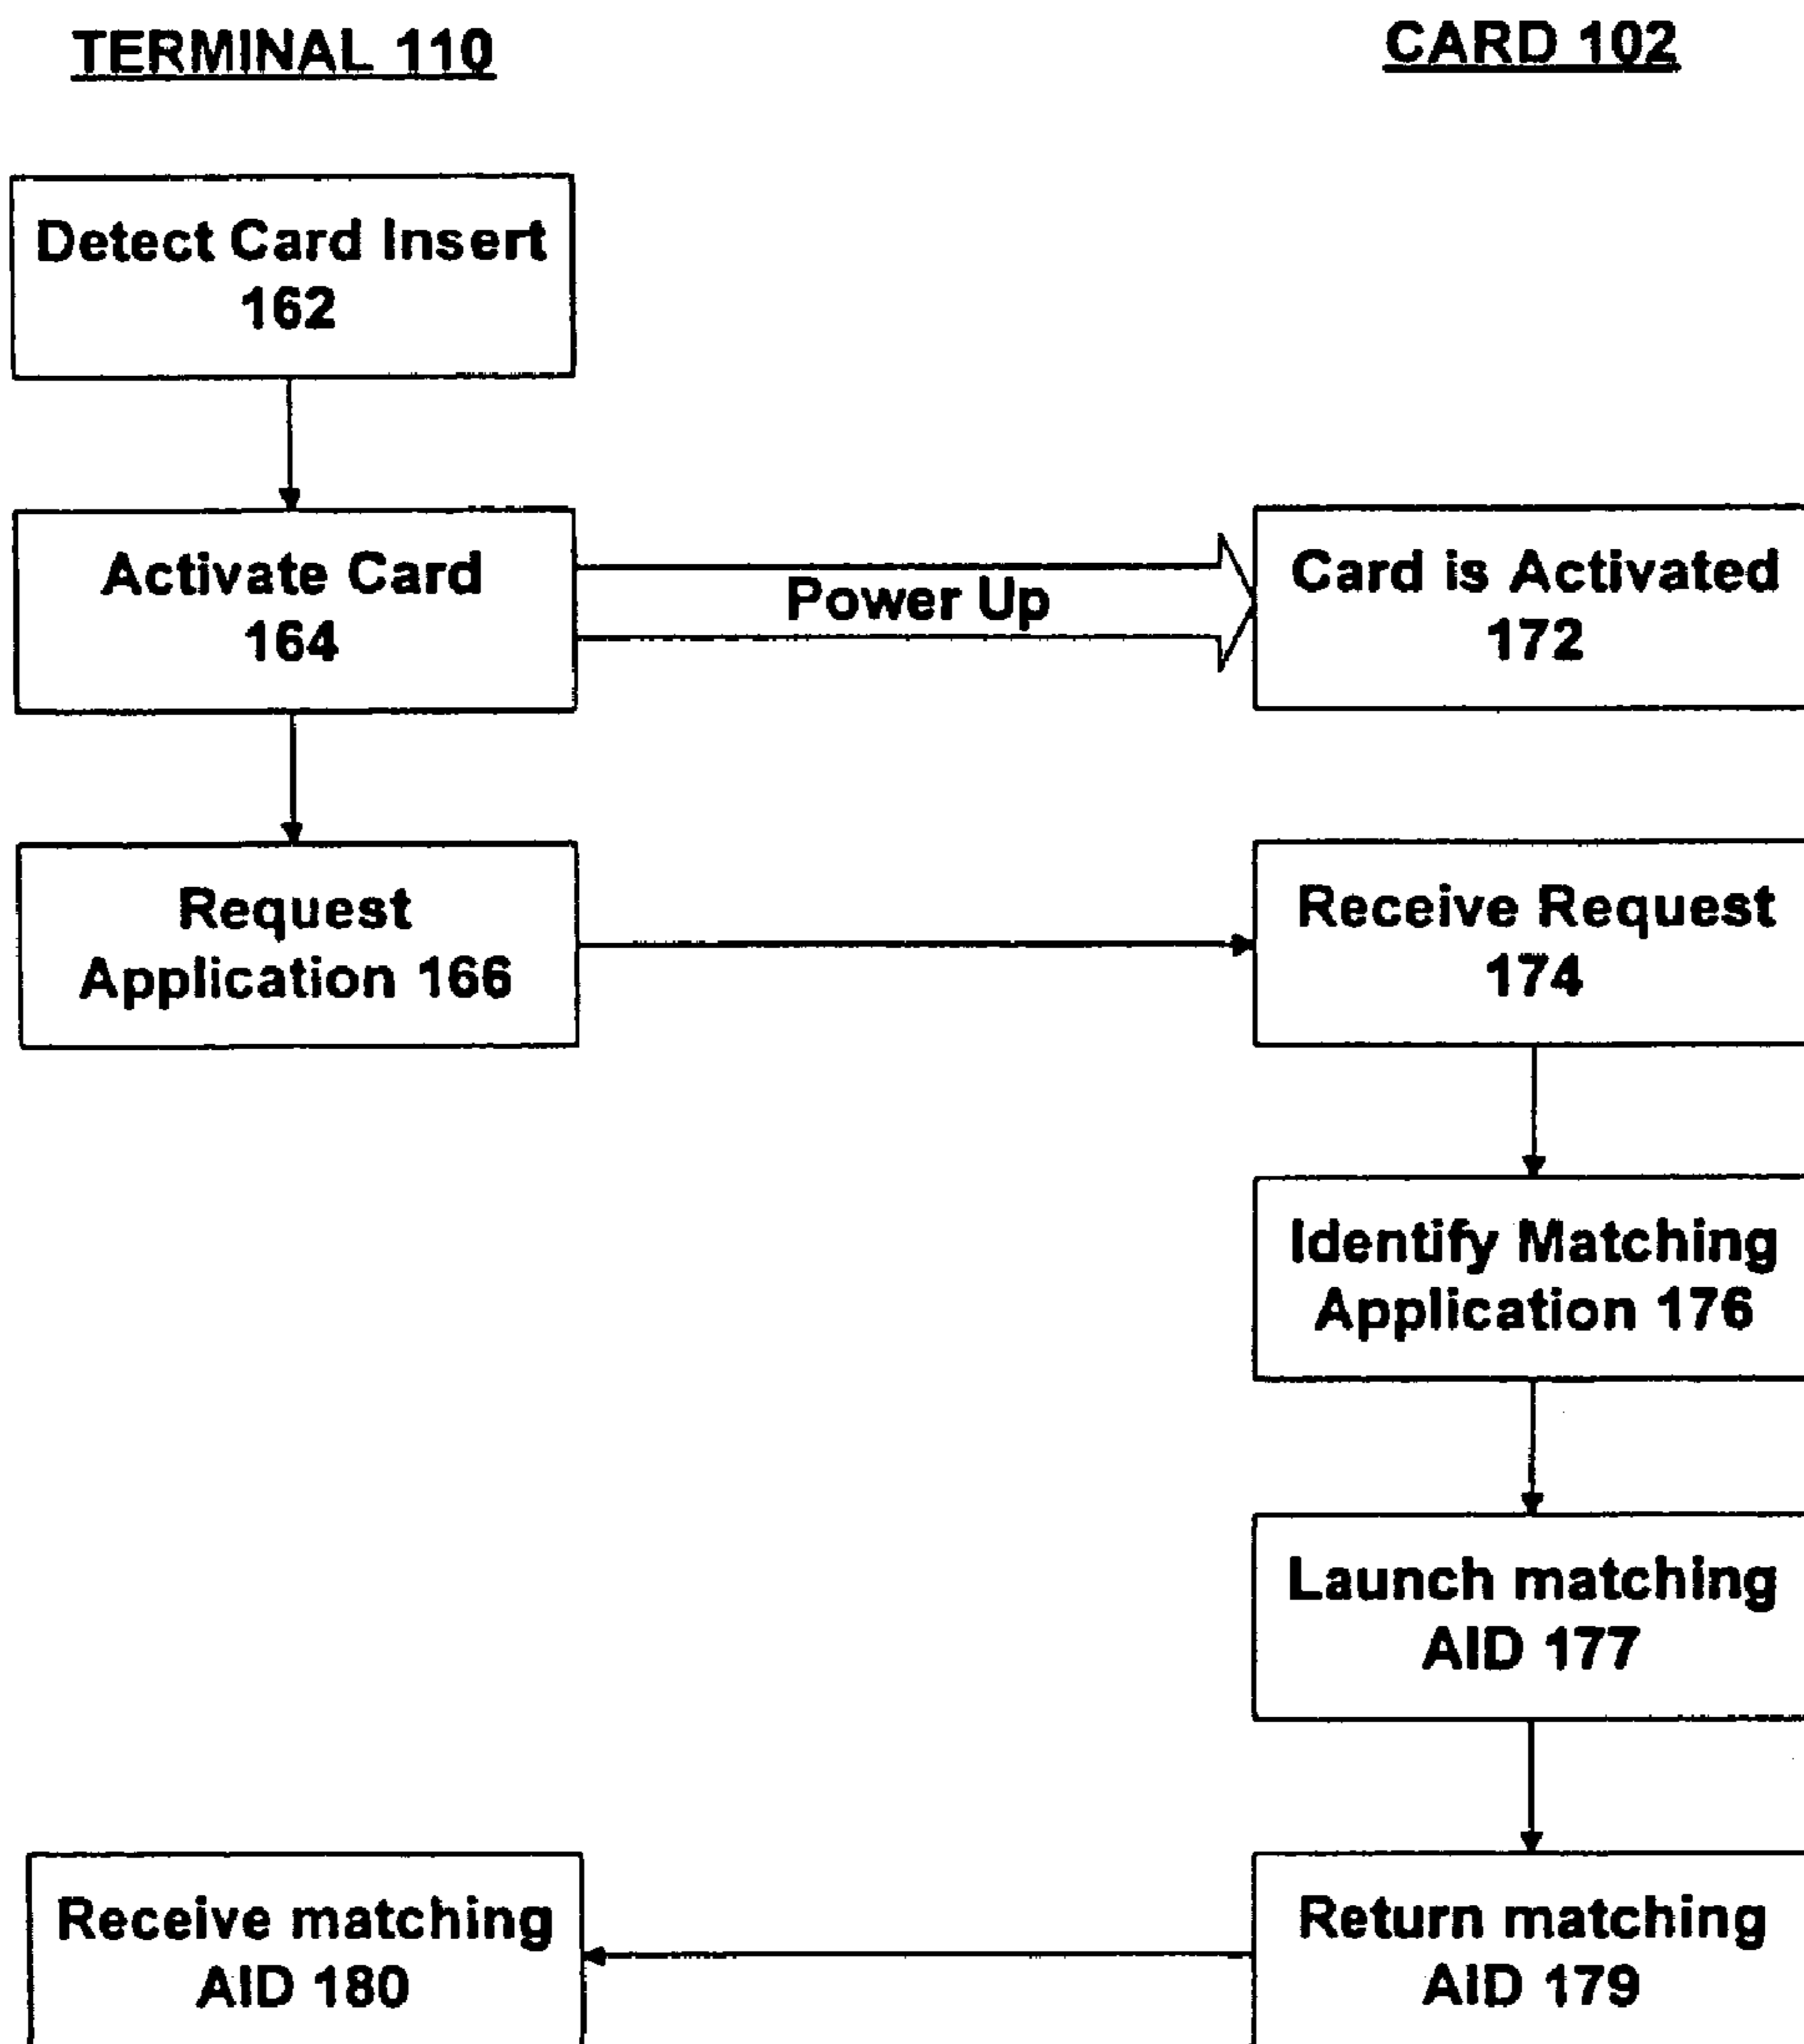 TERMINAL 110
CARD 102
Detect Card Insert
162
Activate Card
164
Power Up
Card is Activated
172
Request
Application 166
Receive Request
174
Identify Matching
Application 176
Launch matching
AID 177
Receive matching
AID 180
Return matching
AID 179